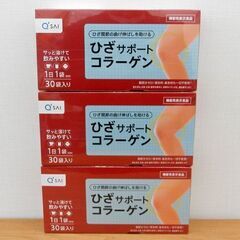 Q'SAI
機能性表示食品
ひざ関節の曲げ伸ばしを助ける
ひざサポート
コラーゲン
サッと溶けて
飲みやすい
1日1袋
30袋入り
Q'SAI
機能性表示食品
ひざ関節の曲げ伸ばしを助ける
ひざサポート
コラーゲン
サッと溶けて
飲みやすい
1日1袋
30袋入り
Q'SAI
機能性表示食品
ひざ関節の曲げ伸ばしを助ける
ひざサポート
コラーゲン
サッと溶けて
飲みやすい
1日1袋
30袋入り